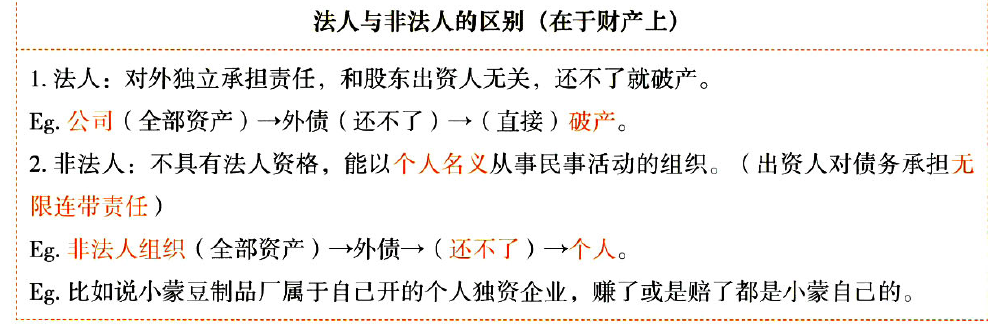 法人与非法人的区别（在于财产上）
1. 法人：对外独立承担责任，和股东出资人无关，还不了就破产。
Eg. 公司（全部资产）→外债（还不了）→（直接）破产。
2. 非法人：不具有法人资格，能以个人名义从事民事活动的组织。（出资人对债务承担无
限连带责任）
Eg. 非法人组织（全部资产）→外债→（还不了）→个人。
Eg. 比如说小蒙豆制品厂属于自己开的个人独资企业，赚了或是赔了都是小蒙自己的。